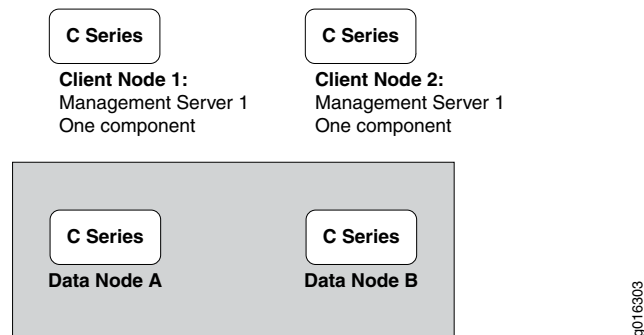 C Series
C Series
Client Node 1:
Management Server 1
One component
Client Node 2:
Management Server 1
One component
C Series
C Series
Data Node A
Data Node B
g016303